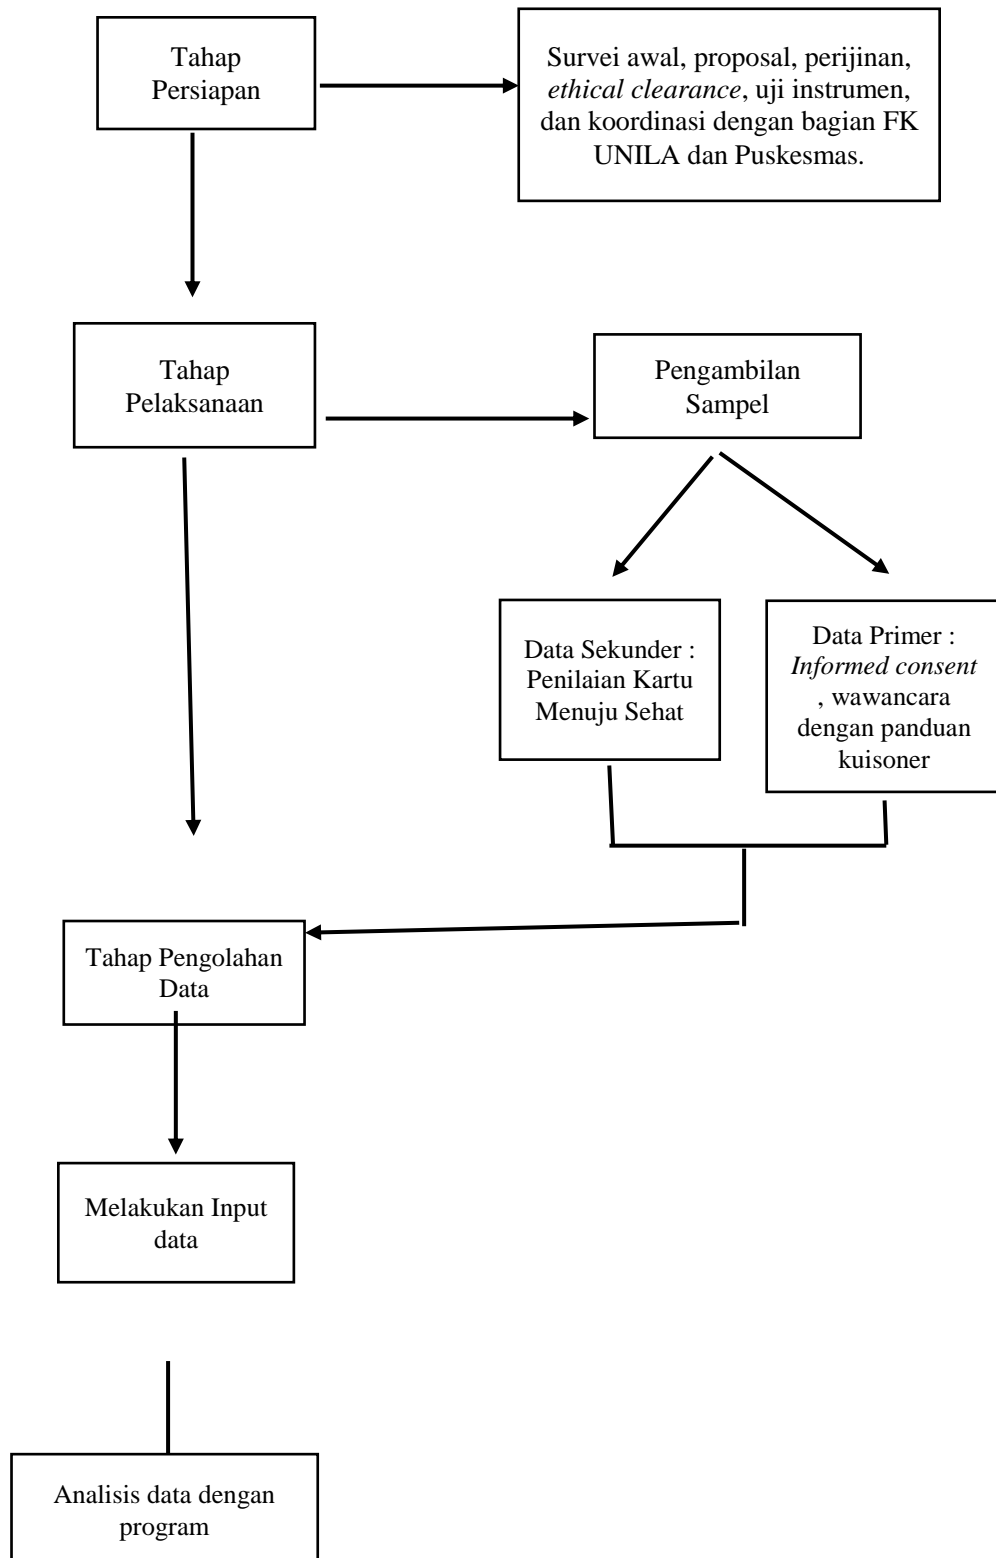 Tahap
Persiapan
Survei awal, proposal, perijinan,
ethical clearance, uji instrumen,
dan koordinasi dengan bagian FK
UNILA dan Puskesmas.
Tahap
Pelaksanaan
Pengambilan
Sampel
Data Sekunder :
Penilaian Kartu
Menuju Sehat
Data Primer :
Informed consent
, wawancara
dengan panduan
kuisoner
Tahap Pengolahan
Data
Melakukan Input
data
Analisis data dengan
program